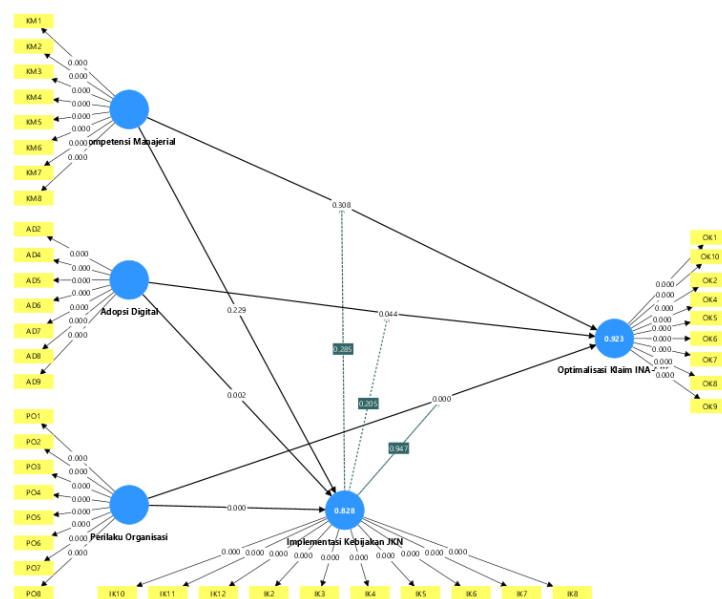 KM1
KM2
KM3
KM4
KM5
KM6
KM7
KM8
0.000
0.000
0.000
0.000
0.000
0.000
0.000
0.000
ompetensi Manajerial
AD2
AD4
AD5
AD6
AD7
AD8
AD9
0.000
0.000
0.000
0.000
0.000
0.000
0.000
Adopsi Digital
PO1
PO2
PO3
PO4
PO5
PO6
PO7
PO8
0.000
0.000
0.000
0.000
0.000
0.000
0.000
0.000
Perilaku Organisasi
0.308
0.229
0.044
0.002
0.000
0.000
0.285
0.205
0.947
0.828
Implementasi Kebijakan JKN
0.000 0.000 0.000 0.000 0.000 0.000 0.000 0.000 0.000 0.000
IK10 IK11 IK12 IK2 IK3 IK4 IK5 IK6 IK7 IK8
0.923
Optimalisasi Klaim INA-
OK1
OK10
OK2
OK4
OK5
OK6
OK7
OK8
OK9
0.000
0.000
0.000
0.000
0.000
0.000
0.000
0.000
0.000